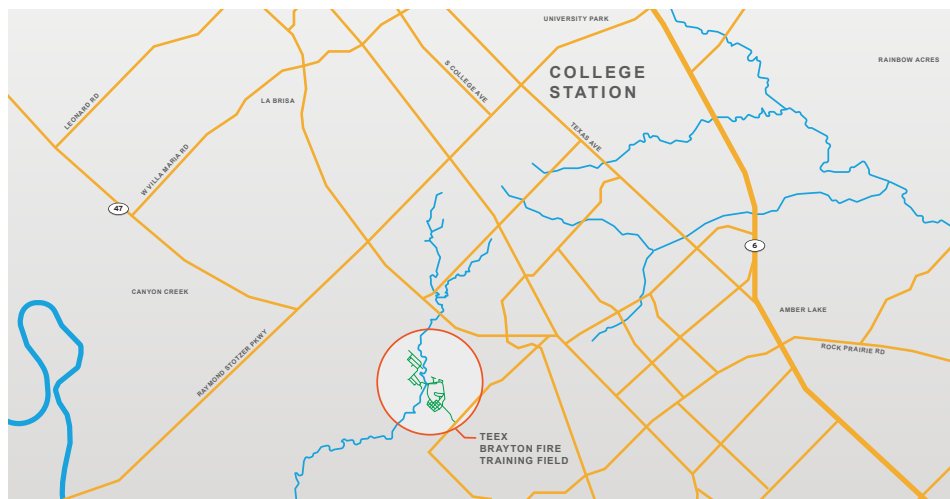 UNIVERSITY PARK
RAINBOW ACRES
COLLEGE
STATION
S COLLEGE AVE
LEONARD RD
LA BRISA
TEXAS AVE
W VILLA MARIA RD
47
6
CANYON CREEK
AMBER LAKE
ROCK PRAIRIE RD
RAYMOND STOTZER PKWY
TEEX
BRAYTON FIRE
TRAINING FIELD